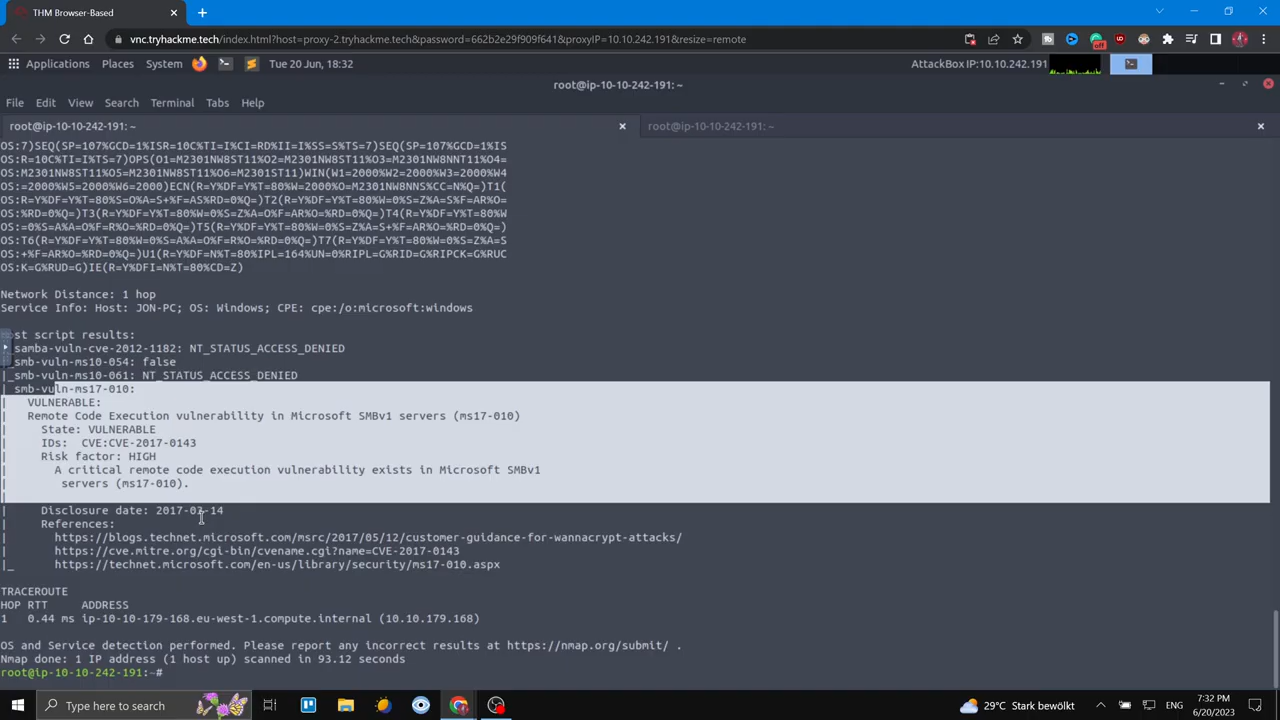 THM Browser-Based
vnc.tryhackme.tech/index.html?host=proxy-2.tryhackme.tech&password=662b2e29f909f641&proxyIP=10.10.242.191&resize=remote
off
Applications Places System Tue 20 Jun, 18:32 AttackBox IP:10.10.242.191
root@ip-10-10-242-191: ~
File Edit View Search Terminal Tabs Help
root@ip-10-10-242-191: ~ root@ip-10-10-242-191: ~
OS:7)SEQ(SP=107%GCD=1%ISR=10C%TI=I%CI=RD%II=I%SS=S%TS=7)SEQ(SP=107%GCD=1%IS
OS:R=10C%TI=I%TS=7)OPS(O1=M2301NW8ST11%O2=M2301NW8ST11%O3=M2301NW8NNT11%O4=
OS:M2301NW8ST11%O5=M2301NW8ST11%O6=M2301ST11)WIN(W1=2000%W2=2000%W3=2000%W4
OS:=2000%W5=2000%W6=2000)ECN(R=Y%DF=Y%T=80%W=2000%O=M2301NW8NNS%CC=N%Q=)T1(
OS:R=Y%DF=Y%T=80%S=O%A=S+%F=AS%RD=0%Q=)T2(R=Y%DF=Y%T=80%W=0%S=Z%A=S%F=AR%O=
OS:%RD=0%Q=)T3(R=Y%DF=Y%T=80%W=0%S=Z%A=O%F=AR%O=%RD=0%Q=)T4(R=Y%DF=Y%T=80%W
OS:=0%S=A%A=O%F=R%O=%RD=0%Q=)T5(R=Y%DF=Y%T=80%W=0%S=Z%A=S+%F=AR%O=%RD=0%Q=)
OS:T6(R=Y%DF=Y%T=80%W=0%S=A%A=O%F=R%O=%RD=0%Q=)T7(R=Y%DF=Y%T=80%W=0%S=Z%A=S
OS:+%F=AR%O=%RD=0%Q=)U1(R=Y%DF=N%T=80%IPL=164%UN=0%RIPL=G%RID=G%RIPCK=G%RUC
OS:K=G%RUD=G)IE(R=Y%DFI=N%T=80%CD=Z)
Network Distance: 1 hop
Service Info: Host: JON-PC; OS: Windows; CPE: cpe:/o:microsoft:windows
ost script results:
samba-vuln-cve-2012-1182: NT_STATUS_ACCESS_DENIED
_smb-vuln-ms10-054: false
|_smb-vuln-ms10-061: NT_STATUS_ACCESS_DENIED
| smb-vuln-ms17-010:
|   VULNERABLE:
|   Remote Code Execution vulnerability in Microsoft SMBv1 servers (ms17-010)
|     State: VULNERABLE
|     IDs:  CVE:CVE-2017-0143
|     Risk factor: HIGH
|       A critical remote code execution vulnerability exists in Microsoft SMBv1
|        servers (ms17-010).
|
|     Disclosure date: 2017-03-14
|     References:
|       https://blogs.technet.microsoft.com/msrc/2017/05/12/customer-guidance-for-wannacrypt-attacks/
|       https://cve.mitre.org/cgi-bin/cvename.cgi?name=CVE-2017-0143
|_      https://technet.microsoft.com/en-us/library/security/ms17-010.aspx
TRACEROUTE
HOP RTT     ADDRESS
1   0.44 ms ip-10-10-179-168.eu-west-1.compute.internal (10.10.179.168)
OS and Service detection performed. Please report any incorrect results at https://nmap.org/submit/ .
Nmap done: 1 IP address (1 host up) scanned in 93.12 seconds
root@ip-10-10-242-191:~#
Type here to search
29°C Stark bewölkt
7:32 PM
6/20/2023